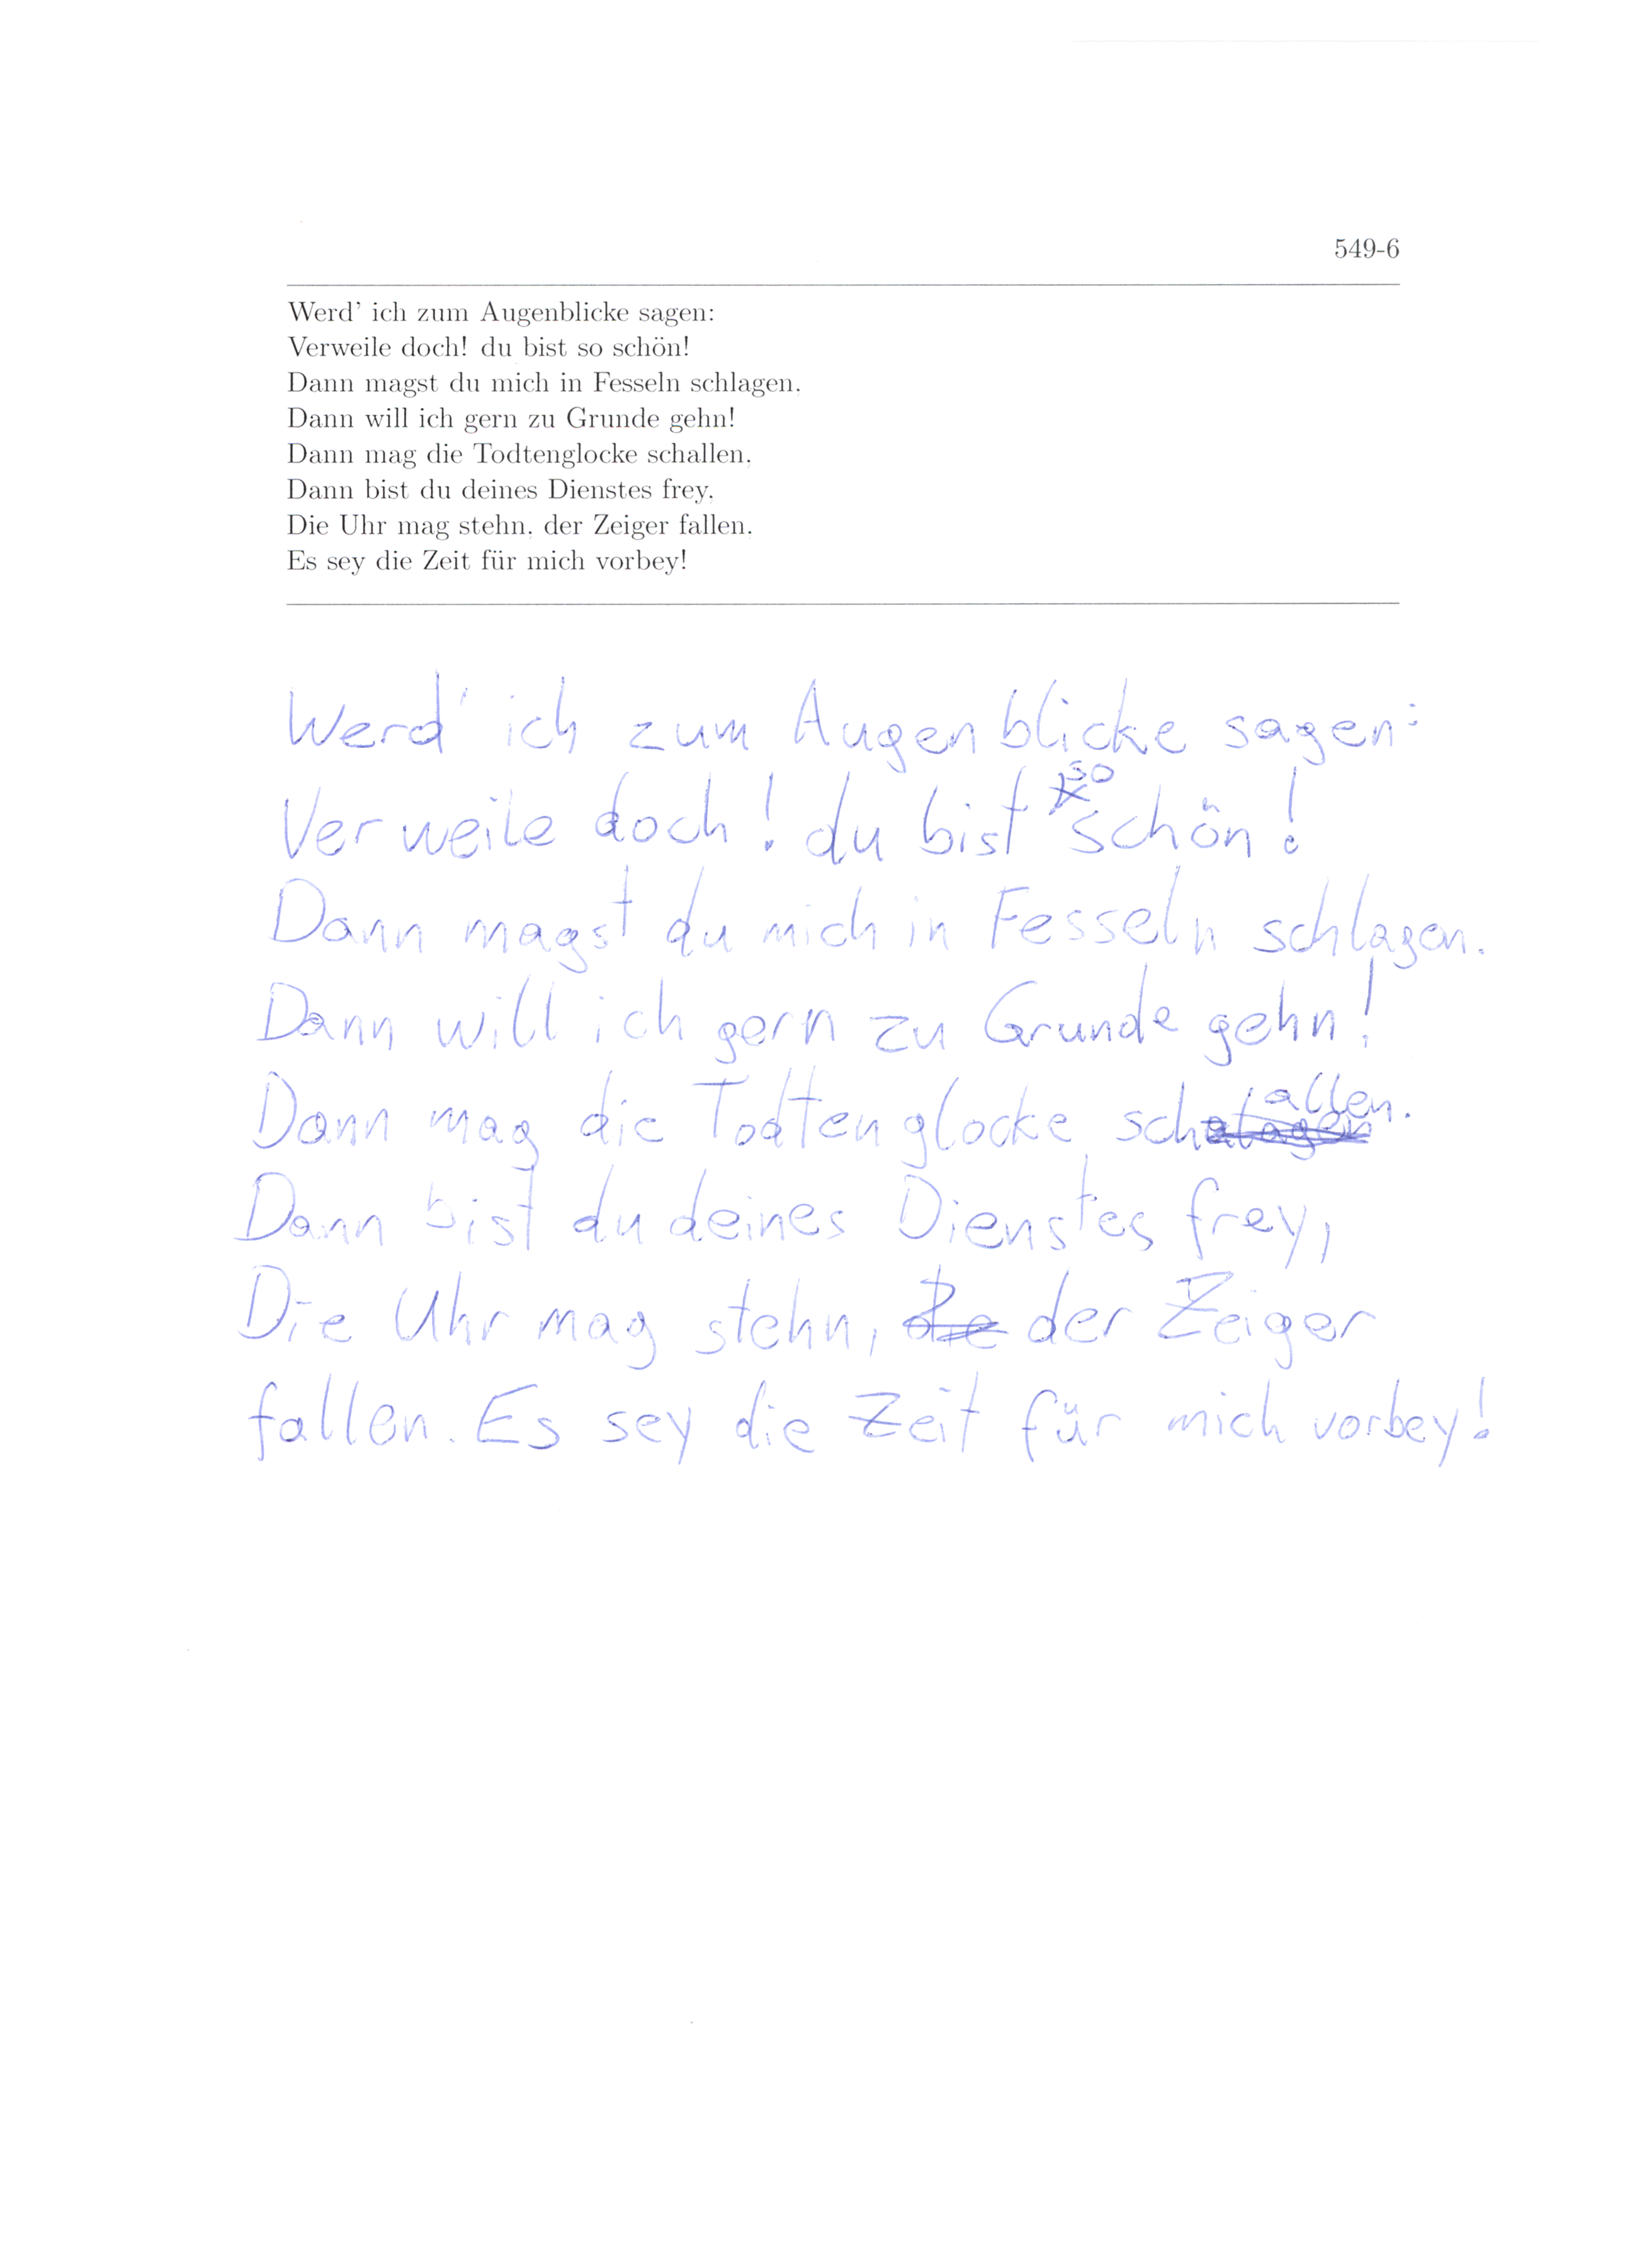 549-6
Werd' ich zum Augenblicke sagen:
Verweile doch! du bist so schön!
Dann magst du mich in Fesseln schlagen.
Dann will ich gern zu Grunde gehn!
Dann mag die Todtenglocke schallen.
Dann bist du deines Dienstes frey.
Die Uhr mag stehn. der Zeiger fallen.
Es sey die Zeit für mich vorbey!
Werd' ich zum Augenblicke sagen:
Verweile doch! du bist so schön!
Dann magst du mich in Fesseln schlagen.
Dann will ich gern zu Grunde gehn!
Dann mag die Todtenglocke schallen.
Dann bist du deines Dienstes frey,
Die Uhr mag stehn, der Zeiger
fallen. Es sey die Zeit für mich vorbey!